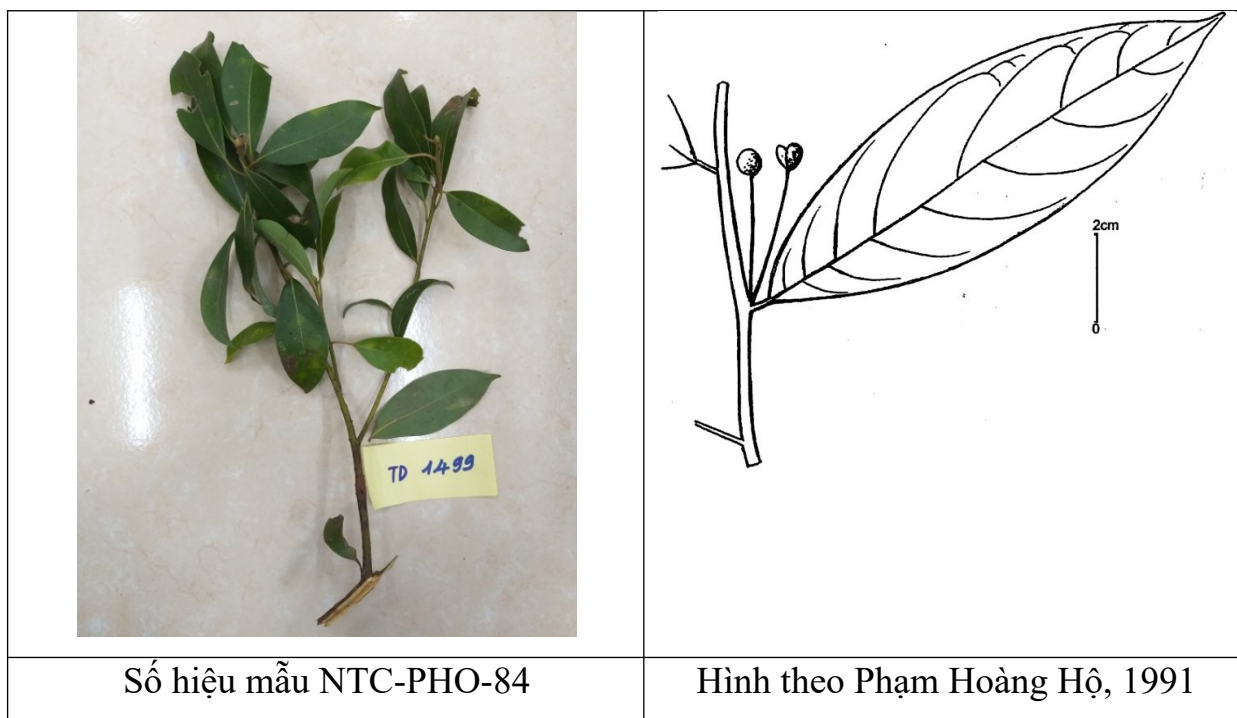 TD 1499
2cm
0
Số hiệu mẫu NTC-PHO-84
Hình theo Phạm Hoàng Hộ, 1991